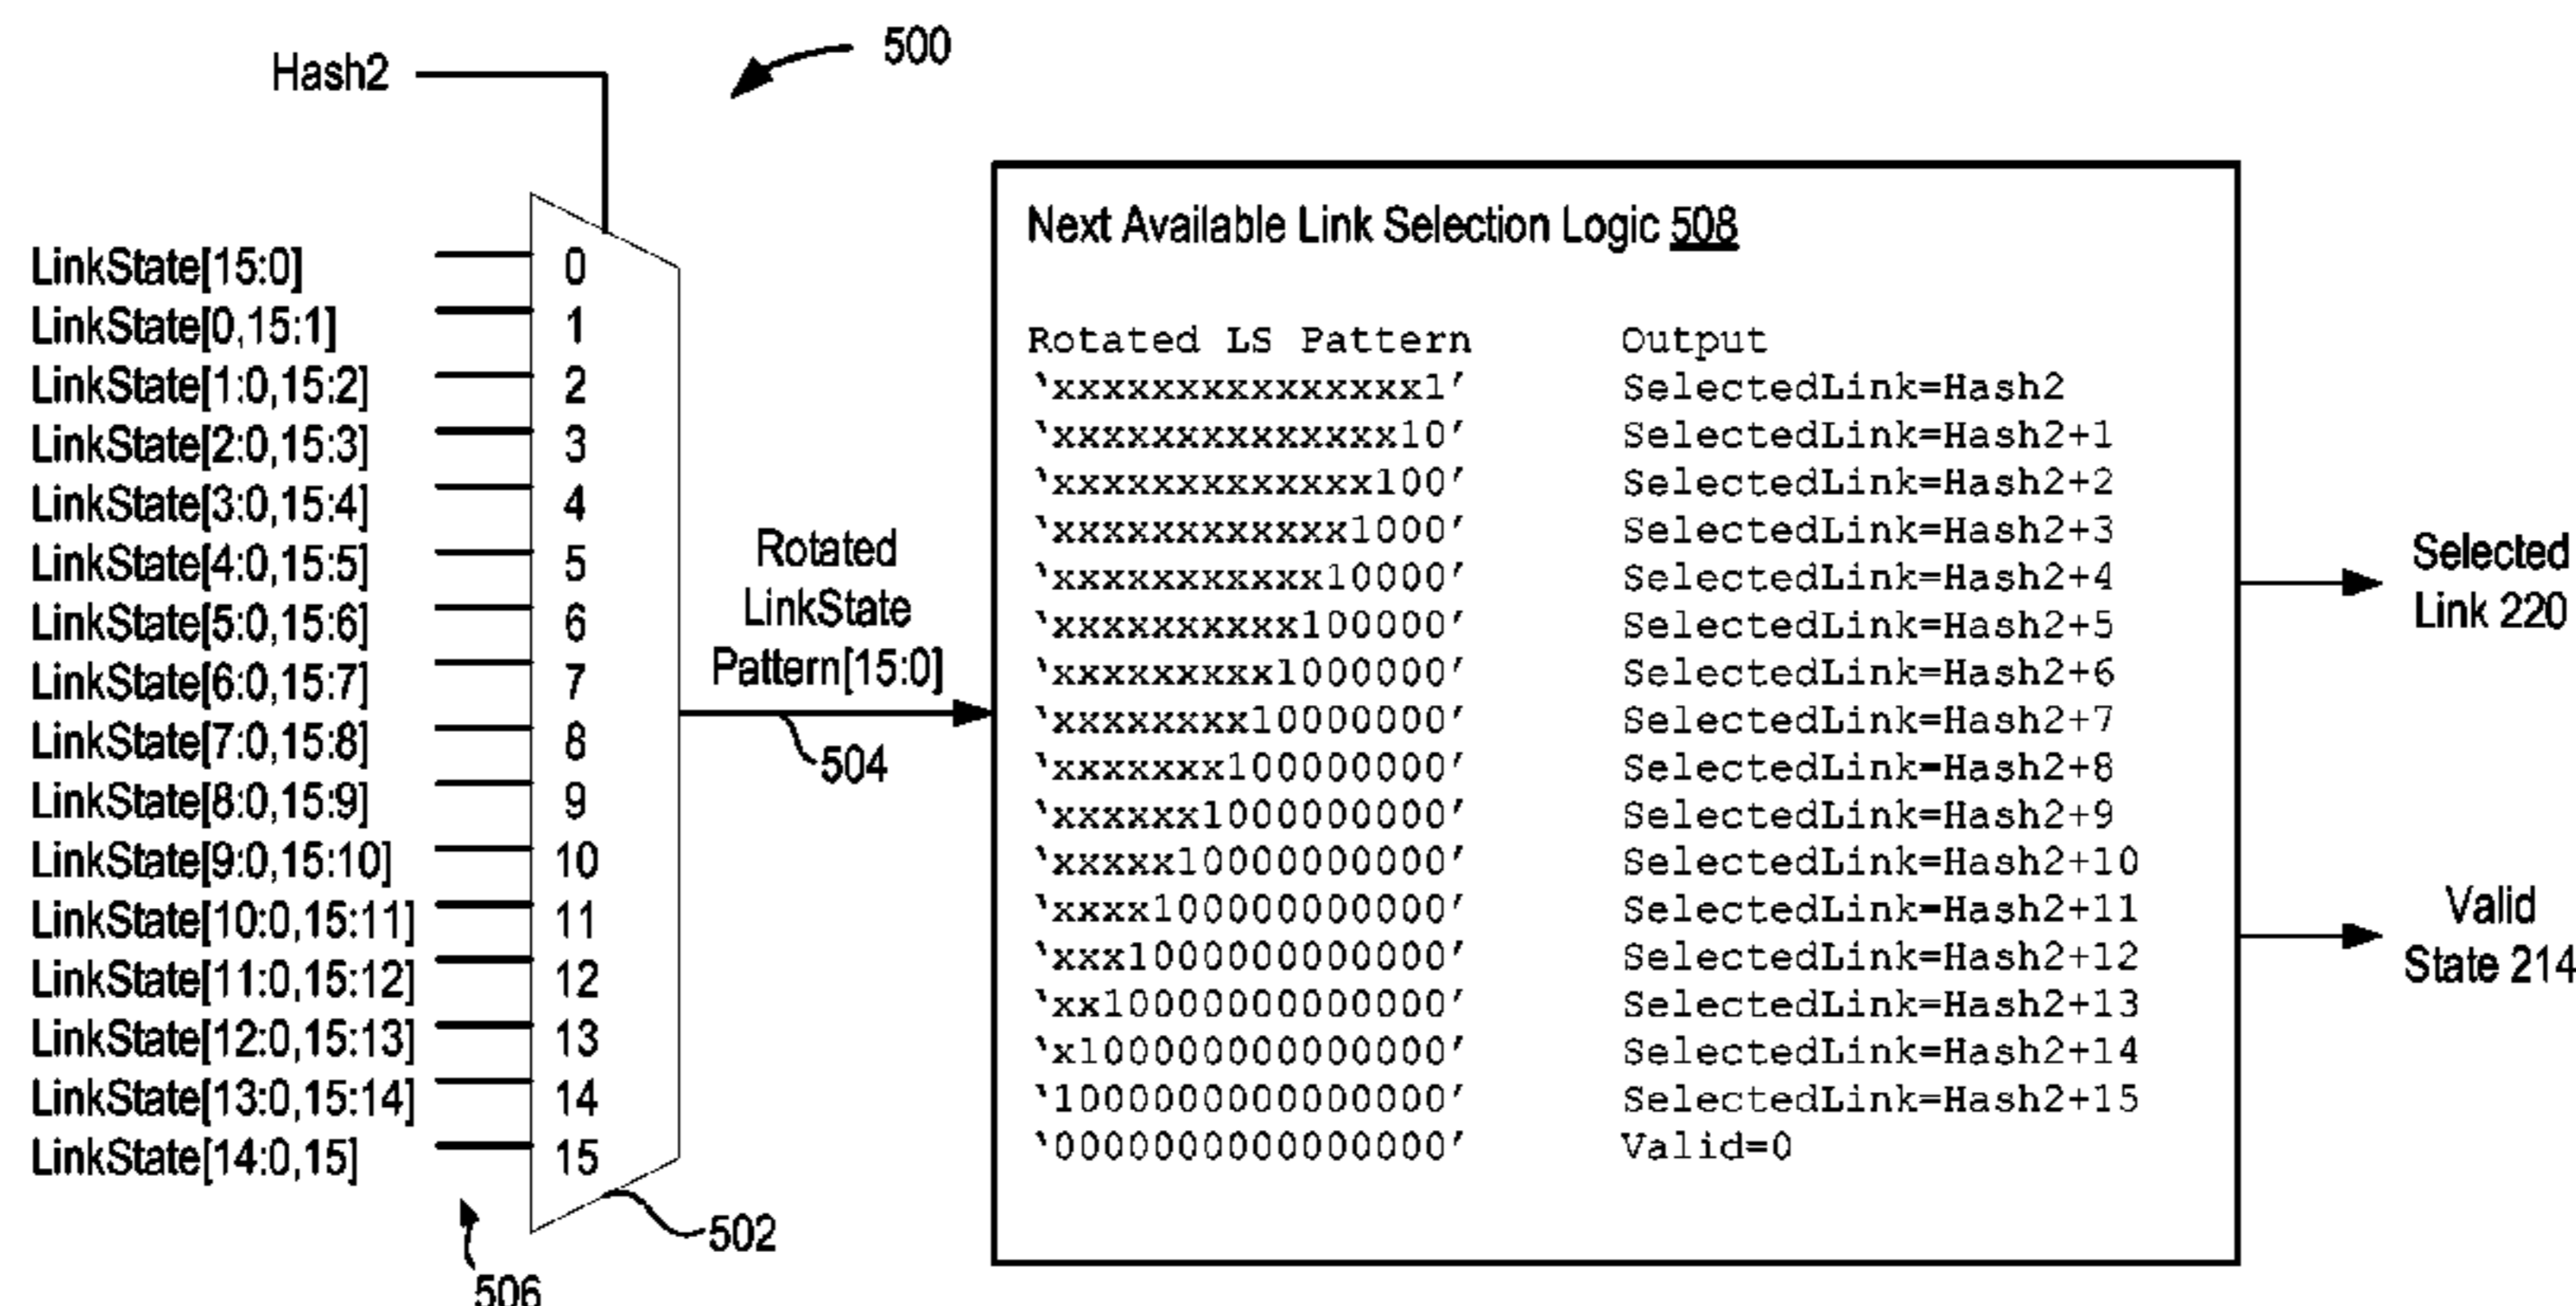 500
Hash2
LinkState[15:0]
LinkState[0,15:1]
LinkState[1:0,15:2]
LinkState[2:0,15:3]
LinkState[3:0,15:4]
LinkState[4:0,15:5]
LinkState[5:0,15:6]
LinkState[6:0,15:7]
LinkState[7:0,15:8]
LinkState[8:0,15:9]
LinkState[9:0,15:10]
LinkState[10:0,15:11]
LinkState[11:0,15:12]
LinkState[12:0,15:13]
LinkState[13:0,15:14]
LinkState[14:0,15]
0
1
2
3
4
5
6
7
8
9
10
11
12
13
14
15
506
502
Rotated
LinkState
Pattern[15:0]
504
Next Available Link Selection Logic 508
Rotated LS Pattern Output
‘xxxxxxxxxxxxxxx1’ SelectedLink=Hash2
‘xxxxxxxxxxxxxx10’ SelectedLink=Hash2+1
‘xxxxxxxxxxxxx100’ SelectedLink=Hash2+2
‘xxxxxxxxxxxx1000’ SelectedLink=Hash2+3
‘xxxxxxxxxxx10000’ SelectedLink=Hash2+4
‘xxxxxxxxxx100000’ SelectedLink=Hash2+5
‘xxxxxxxxx1000000’ SelectedLink=Hash2+6
‘xxxxxxxx10000000’ SelectedLink=Hash2+7
‘xxxxxxx100000000’ SelectedLink=Hash2+8
‘xxxxxx1000000000’ SelectedLink=Hash2+9
‘xxxxx10000000000’ SelectedLink=Hash2+10
‘xxxx100000000000’ SelectedLink=Hash2+11
‘xxx1000000000000’ SelectedLink=Hash2+12
‘xx10000000000000’ SelectedLink=Hash2+13
‘x100000000000000’ SelectedLink=Hash2+14
‘1000000000000000’ SelectedLink=Hash2+15
‘0000000000000000’ Valid=0
Selected
Link 220
Valid
State 214